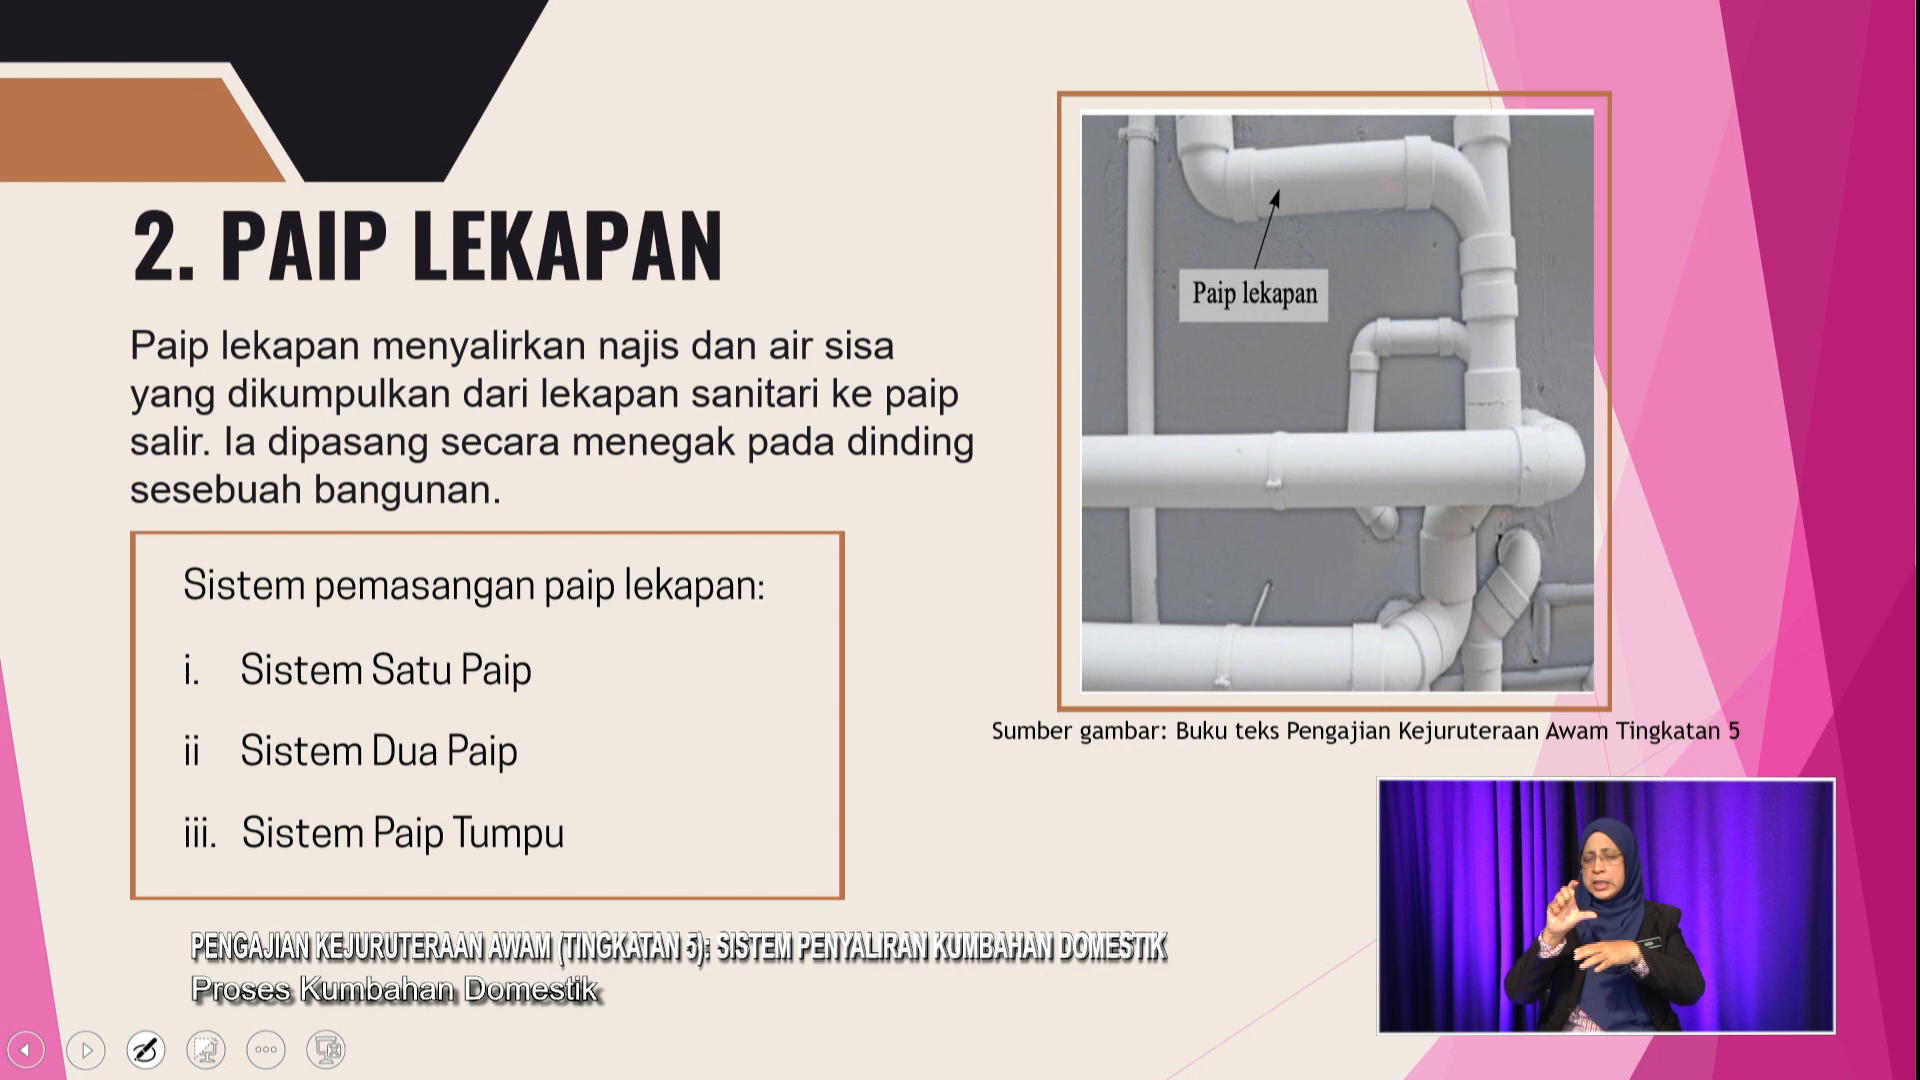 2. PAIP LEKAPAN
Paip lekapan menyalirkan najis dan air sisa
yang dikumpulkan dari lekapan sanitari ke paip
salir. Ia dipasang secara menegak pada dinding
sesebuah bangunan.
Sistem pemasangan paip lekapan:
i. Sistem Satu Paip
ii Sistem Dua Paip
iii. Sistem Paip Tumpu
Paip lekapan
Sumber gambar: Buku teks Pengajian Kejuruteraan Awam Tingkatan 5
PENGAJIAN KEJURUTERAAN AWAM (TINGKATAN 5): SISTEM PENYALIRAN KUMBAHAN DOMESTIK
Proses Kumbahan Domestik